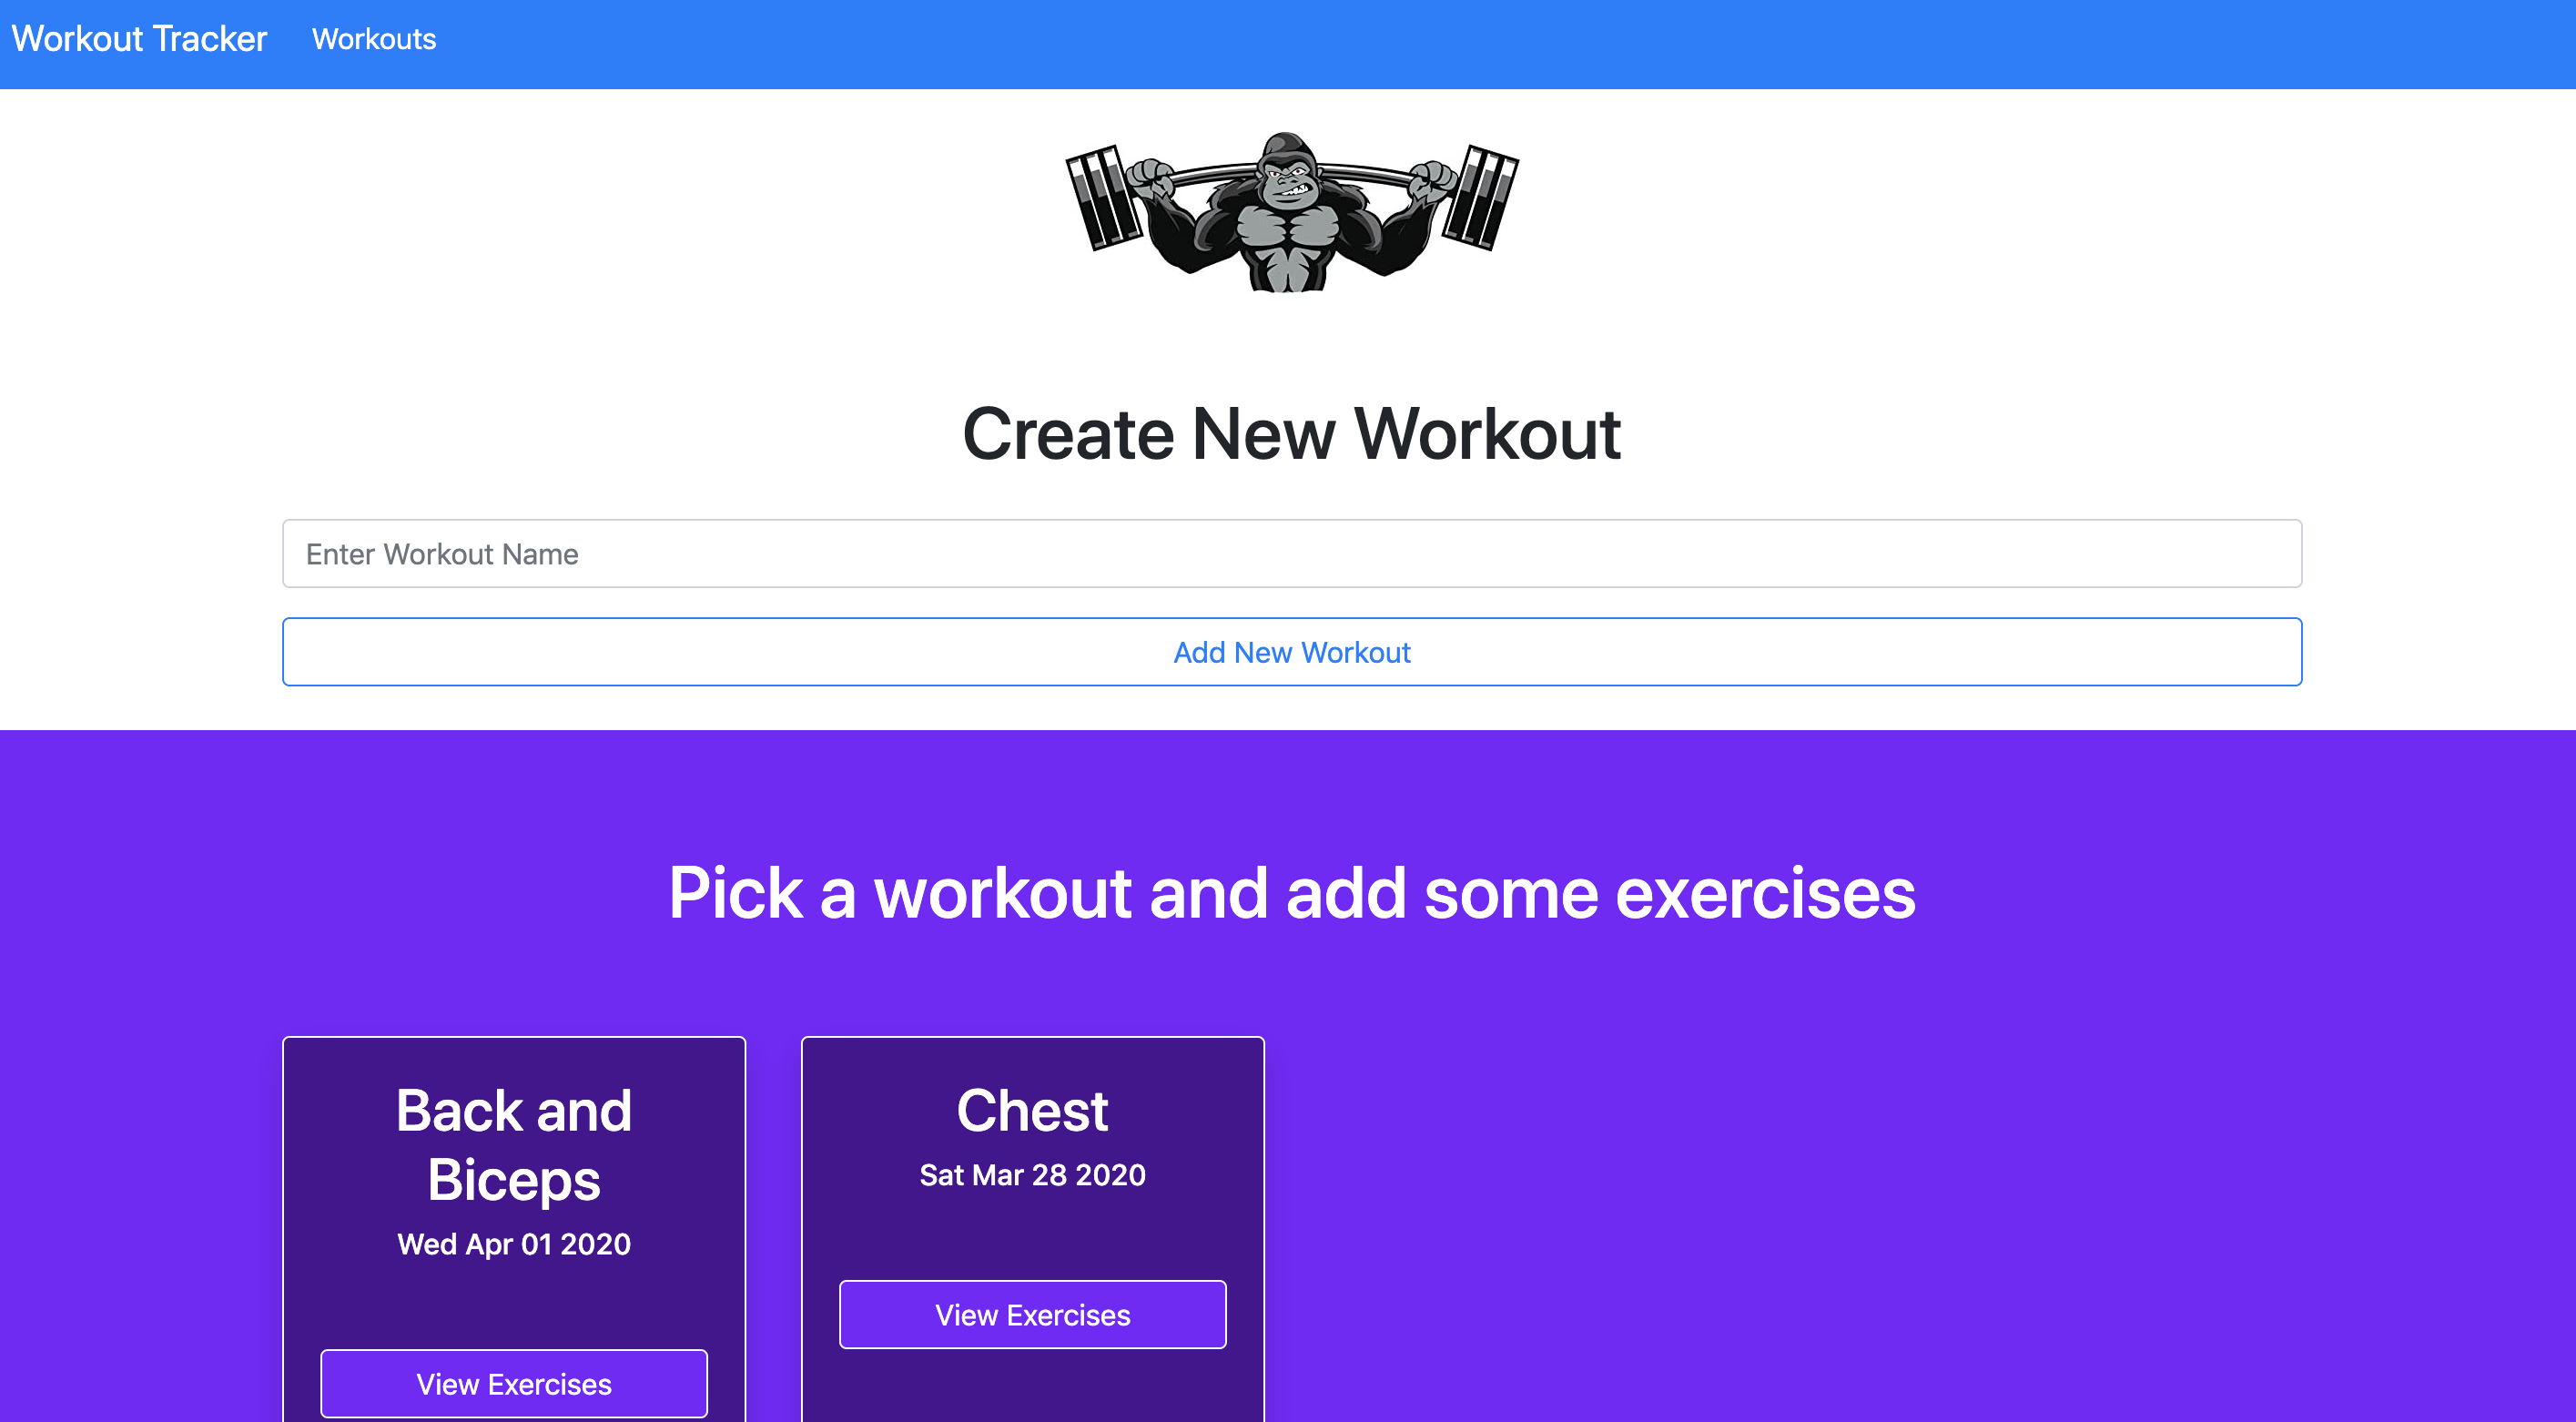 Workout Tracker Workouts
Create New Workout
Enter Workout Name
Add New Workout
Pick a workout and add some exercises
Back and
Biceps
Wed Apr 01 2020
View Exercises
Chest
Sat Mar 28 2020
View Exercises